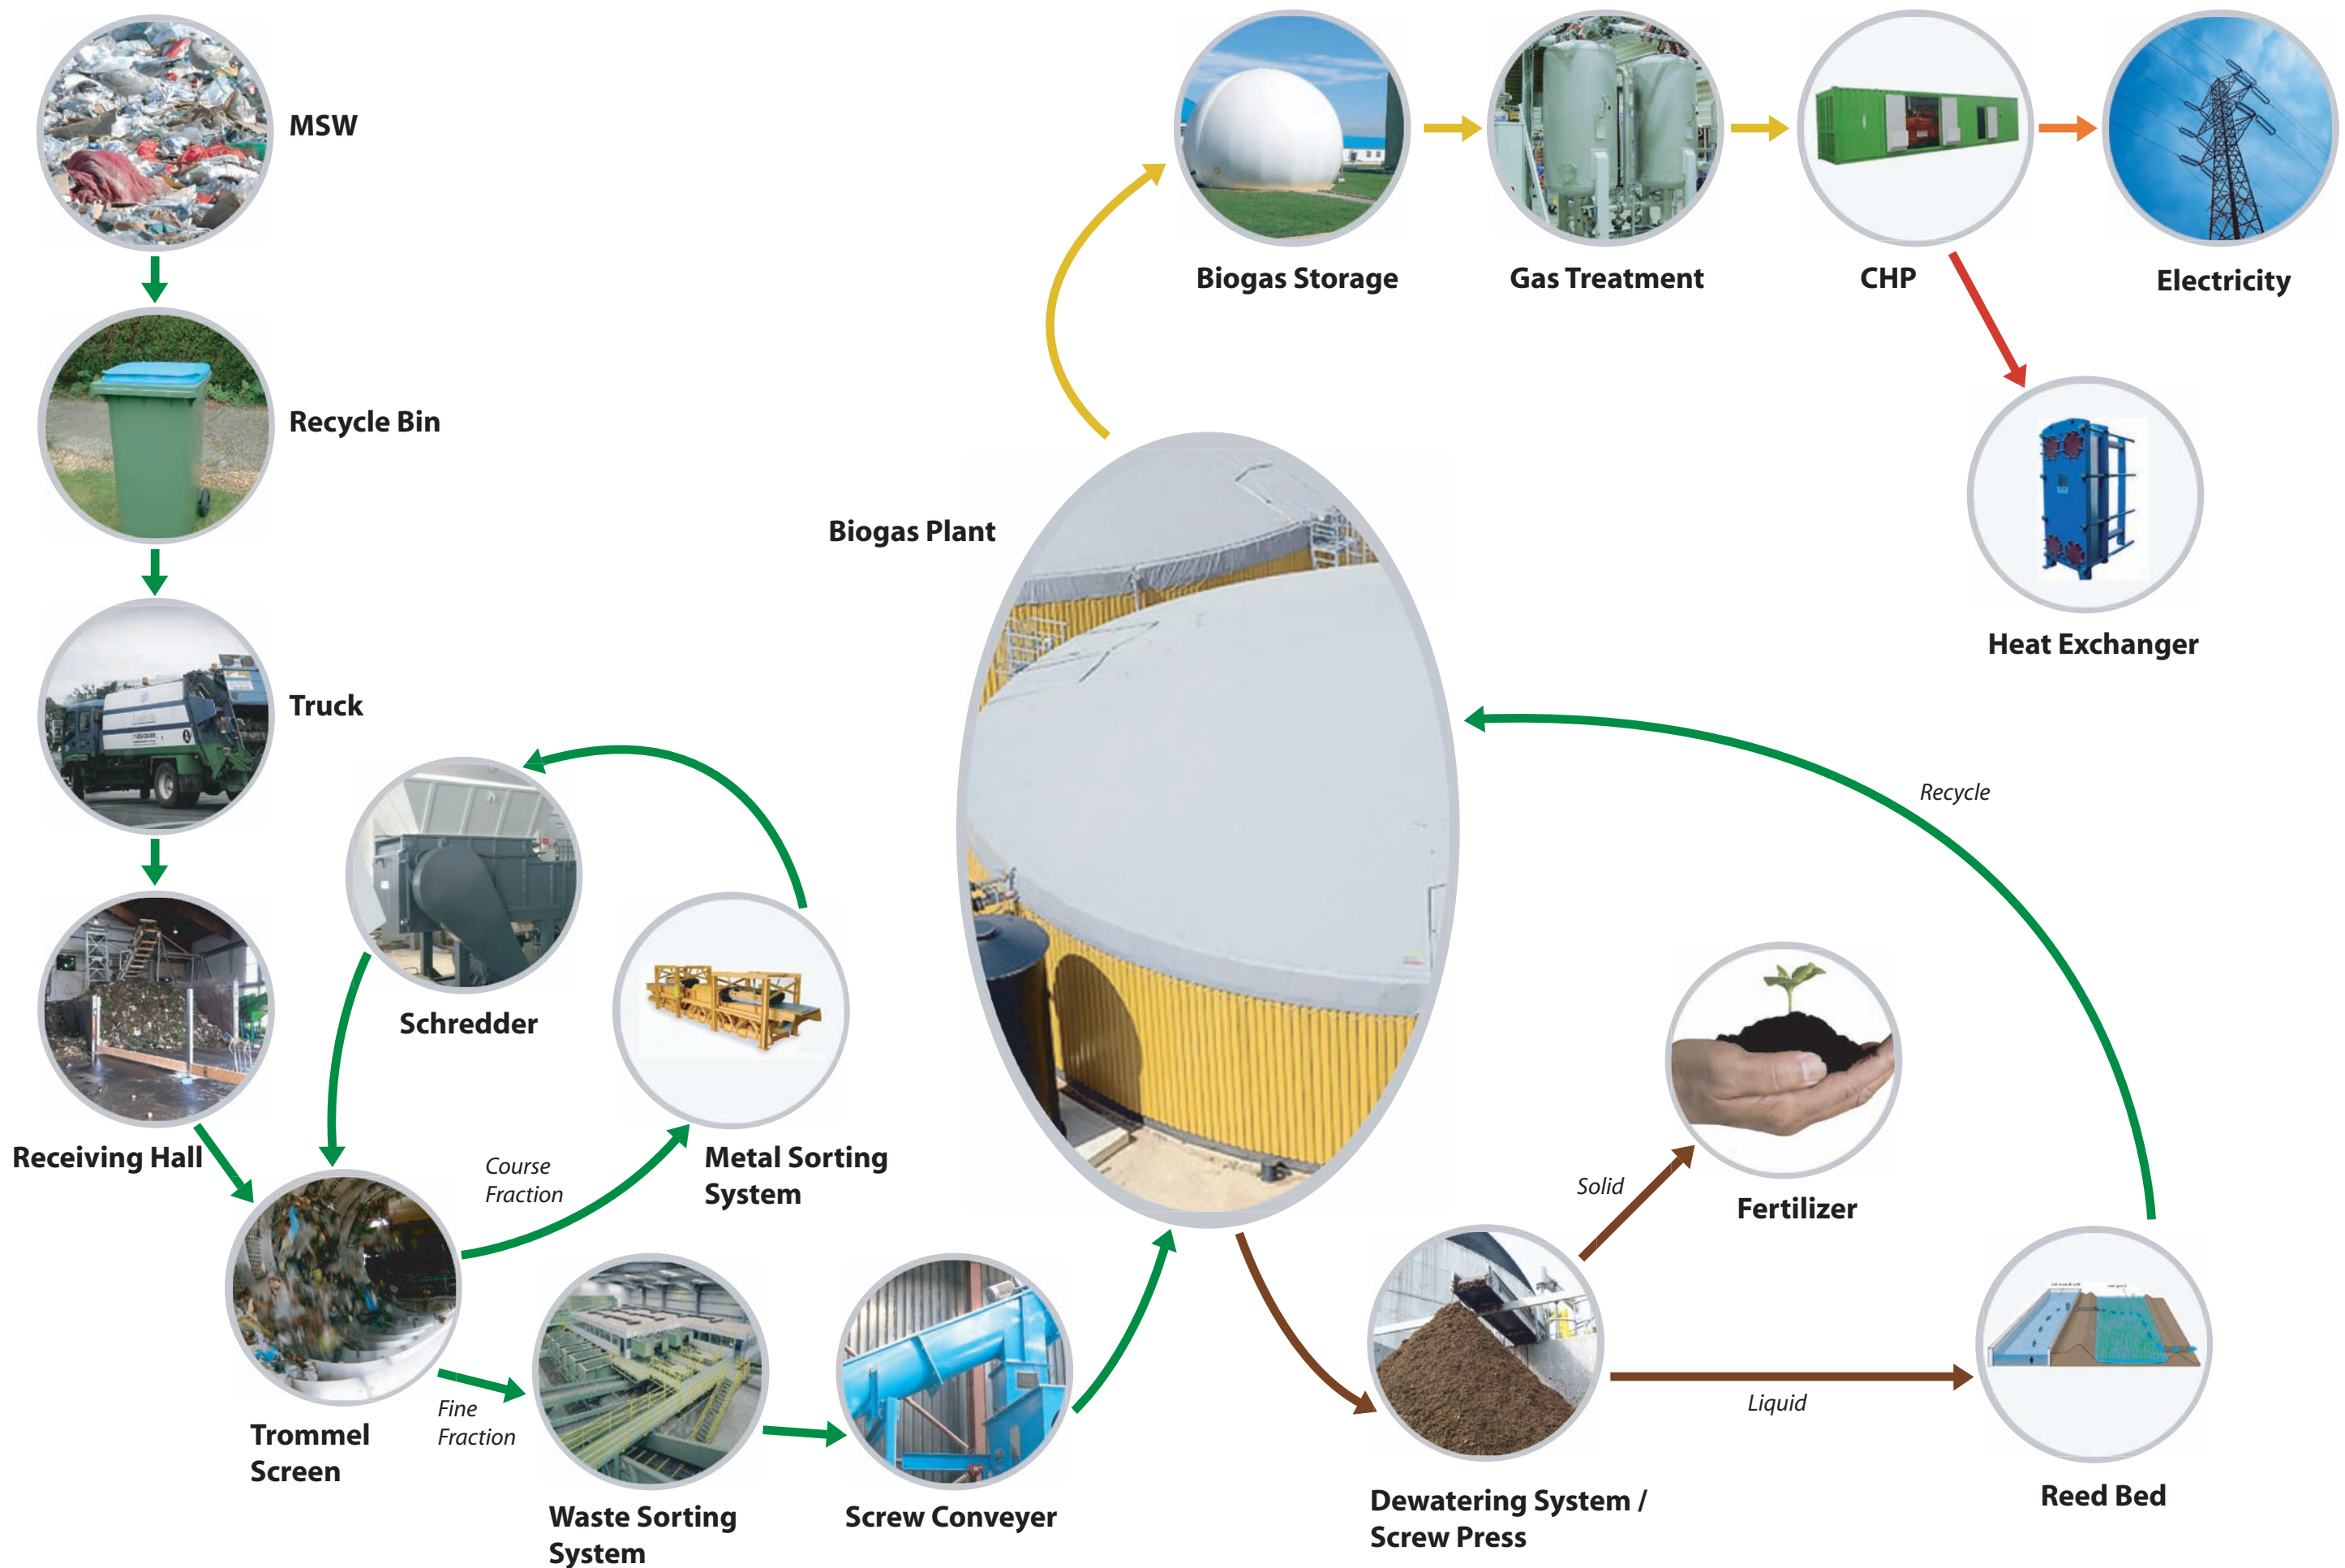 MSW
Recycle Bin
Truck
Receiving Hall
Schredder
Course
Fraction
Metal Sorting
System
Trommel
Screen
Fine
Fraction
Waste Sorting
System
Screw Conveyer
Biogas Plant
Biogas Storage
Gas Treatment
CHP
Electricity
Heat Exchanger
Recycle
Solid
Fertilizer
Liquid
Dewatering System /
Screw Press
Reed Bed